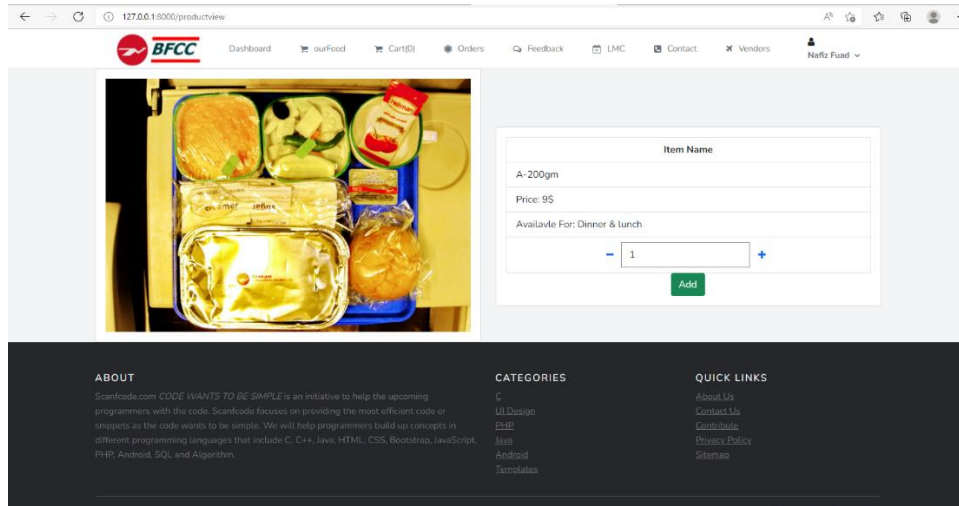 127.0.0.1:8000/productview
BFCC
Dashboard
ourFood
Cart(0)
Orders
Feedback
LMC
Contact
Vendors
Nafiz Fuad
creamer
Item Name
A-200gm
Price: 9$
Availavle For: Dinner & lunch
1
Add
ABOUT
Scanfcode.com CODE WANTS TO BE SIMPLE is an initiative to help the upcoming
programmers with the code. Scanfcode focuses on providing the most efficient code or
snippets as the code wants to be simple. We will help programmers build up concepts in
different programming languages that include C, C++, Java, HTML, CSS, Bootstrap, JavaScript,
PHP, Android, SQL and Algorithm.
CATEGORIES
C
UI Design
PHP
Java
Android
Templates
QUICK LINKS
About Us
Contact Us
Contribute
Privacy Policy
Sitemap